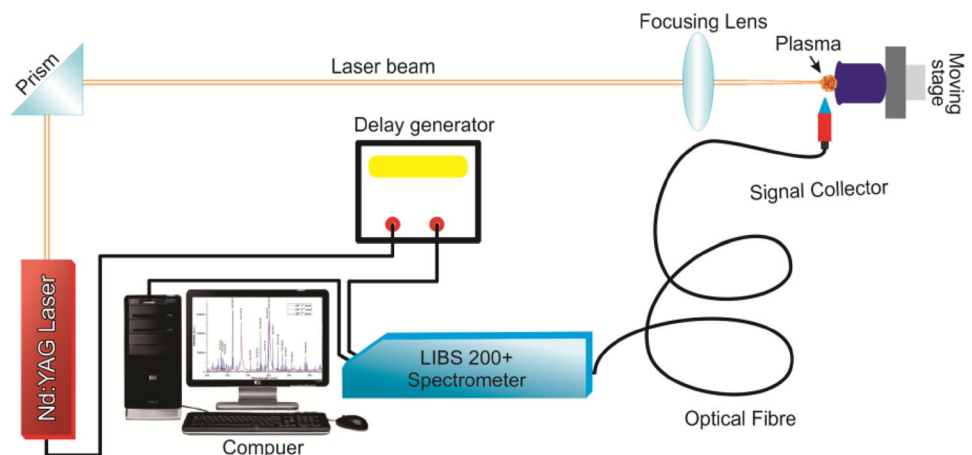 Focusing Lens
Plasma
Prism
Laser beam
Moving
stage
Delay generator
Signal Collector
Nd:YAG Laser
LIBS 200+
Spectrometer
Optical Fibre
Compuer